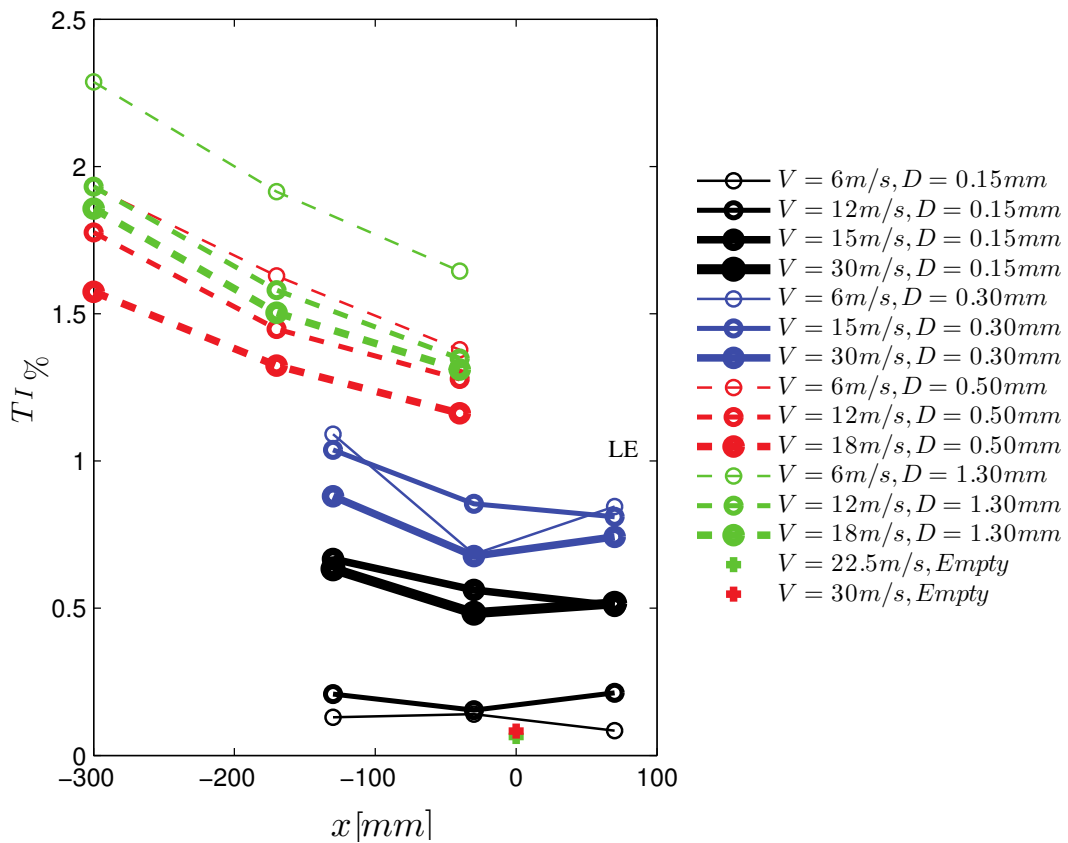 2.5
2
1.5
1
0.5
0
TI %
−300
−200
−100
0
100
x[mm]
LE
V = 6m/s, D = 0.15mm
V = 12m/s, D = 0.15mm
V = 15m/s, D = 0.15mm
V = 30m/s, D = 0.15mm
V = 6m/s, D = 0.30mm
V = 15m/s, D = 0.30mm
V = 30m/s, D = 0.30mm
V = 6m/s, D = 0.50mm
V = 12m/s, D = 0.50mm
V = 18m/s, D = 0.50mm
V = 6m/s, D = 1.30mm
V = 12m/s, D = 1.30mm
V = 18m/s, D = 1.30mm
V = 22.5m/s, Empty
V = 30m/s, Empty